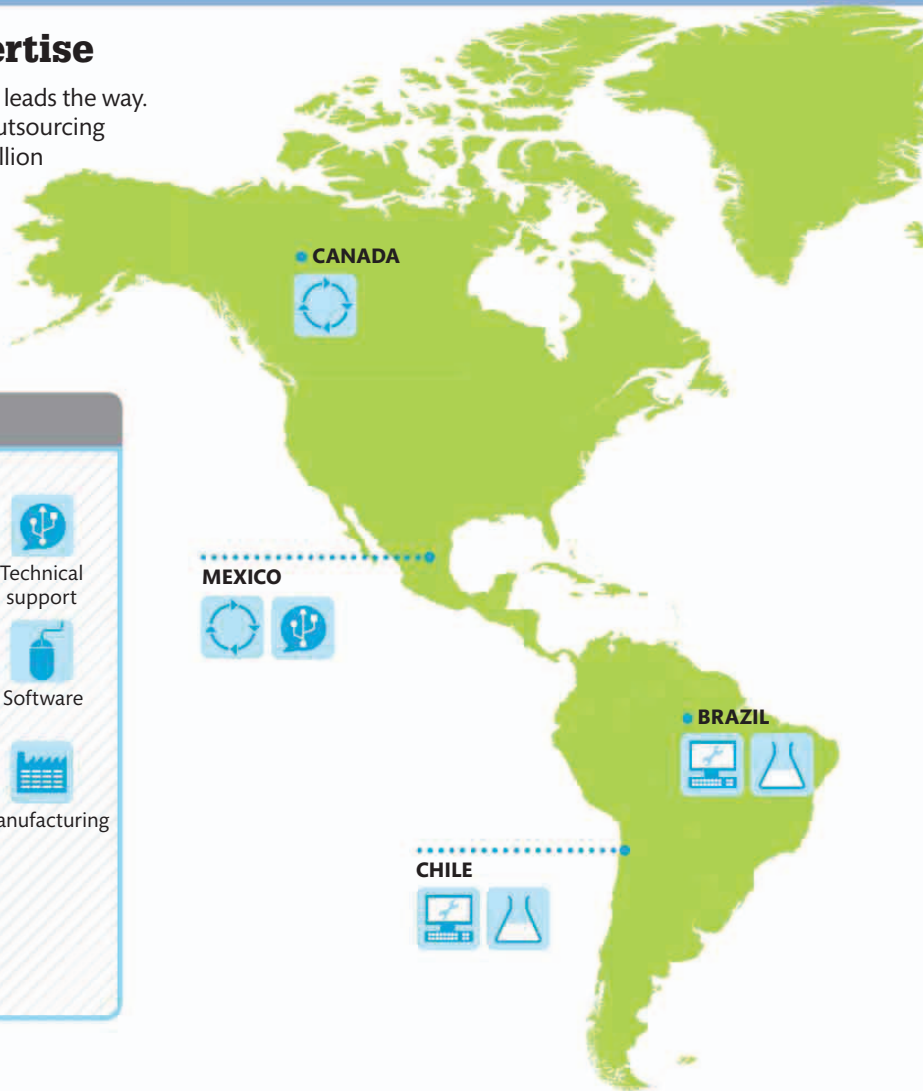 ertise
leads the way.
utsourcing
llion
CANADA
Technical
support
Software
anufacturing
MEXICO
BRAZIL
CHILE